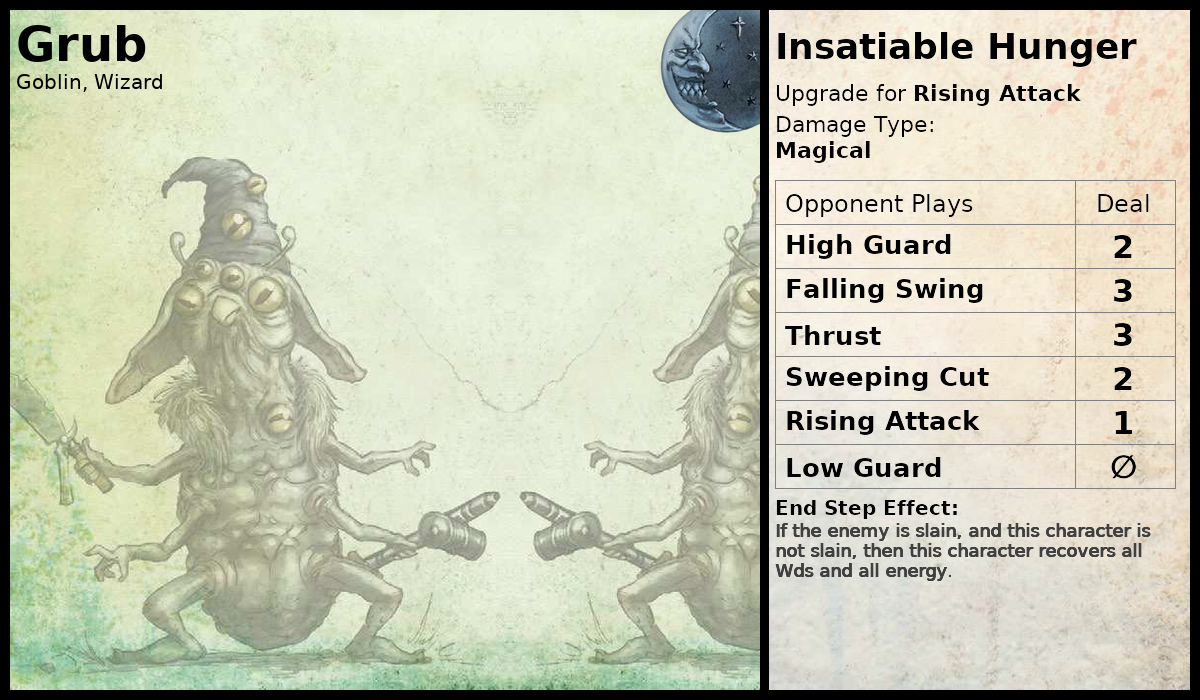 Grub
Goblin, Wizard
Insatiable Hunger
Upgrade for Rising Attack
Damage Type:
Magical
Opponent Plays Deal
High Guard 2
Falling Swing 3
Thrust 3
Sweeping Cut 2
Rising Attack 1
Low Guard ∅
End Step Effect:
If the enemy is slain, and this character is
not slain, then this character recovers all
Wds and all energy.